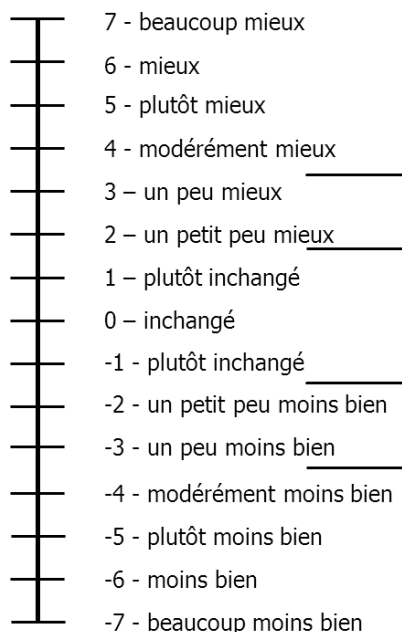 7 - beaucoup mieux
6 - mieux
5 - plutôt mieux
4 - modérément mieux
3 – un peu mieux
2 – un petit peu mieux
1 – plutôt inchangé
0 – inchangé
-1 - plutôt inchangé
-2 - un petit peu moins bien
-3 - un peu moins bien
-4 - modérément moins bien
-5 - plutôt moins bien
-6 - moins bien
-7 - beaucoup moins bien